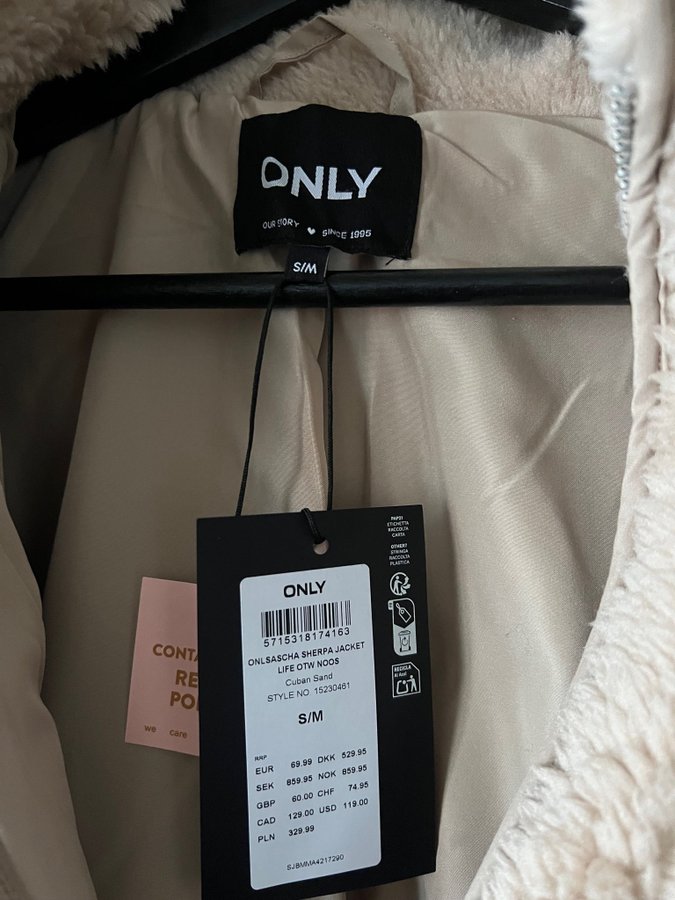 ONLY
OUR STORY ♥ SINCE 1995
S/M
PAP21
ETICHETTA
RACCOLTA
CARTA
OTHER7
STRINGA
RACCOLTA
PLASTICA
RECICLA
Al Azul
ONLY
5715318174163
ONLSASCHA SHERPA JACKET
LIFE OTW NOOS
Cuban Sand
STYLE NO 15230461
S/M
RRP
EUR 69.99 DKK 529.95
SEK 859.95 NOK 859.95
GBP 60.00 CHF 74.95
CAD 129.00 USD 119.00
PLN 329.99
SJBMMA4217290
CONTA
RE
PO
we care